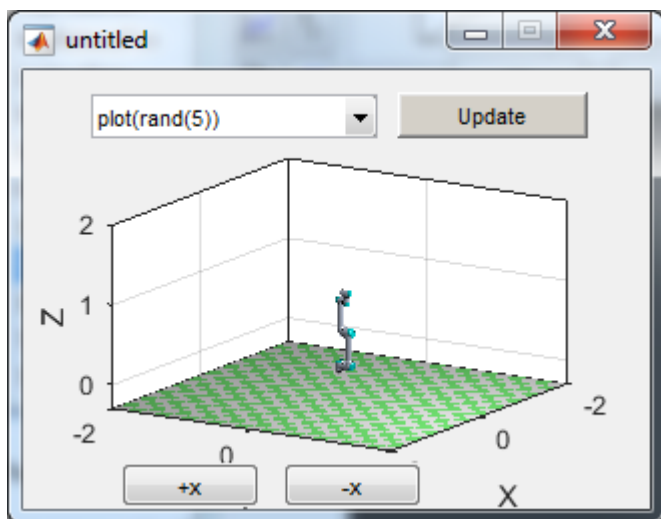 untitled
plot(rand(5))
Update
2
1
0
Z
-2
0
-2
0
X
+x
-x